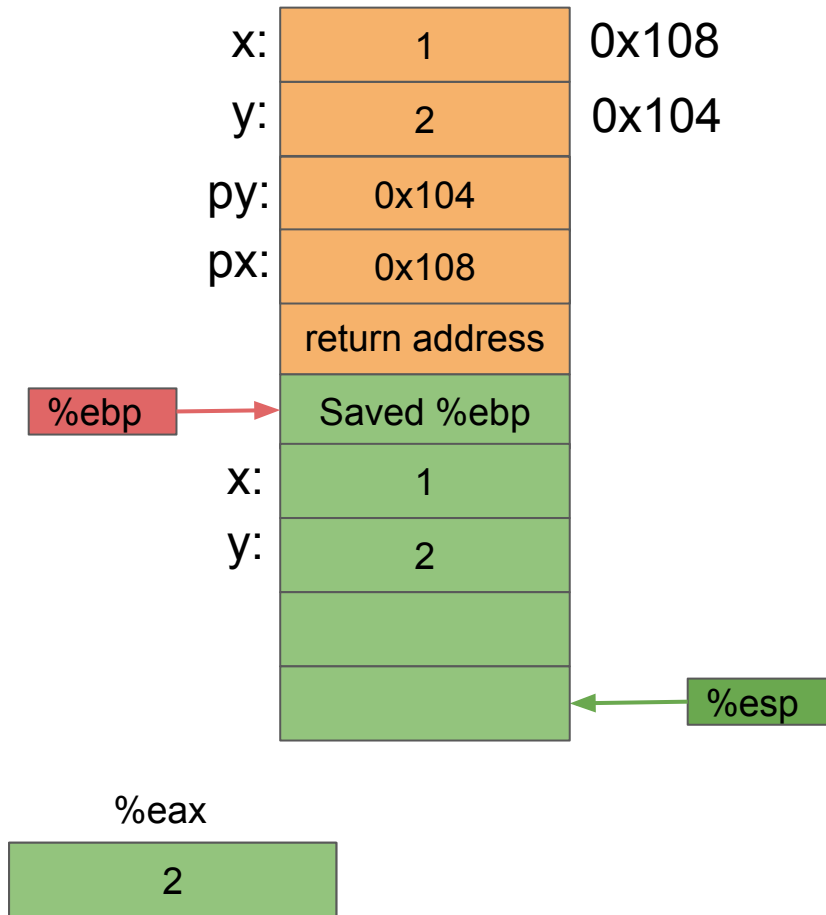 x: 1 0x108
y: 2 0x104
py: 0x104
px: 0x108
return address
%ebp Saved %ebp
x: 1
y: 2
%esp
%eax
2